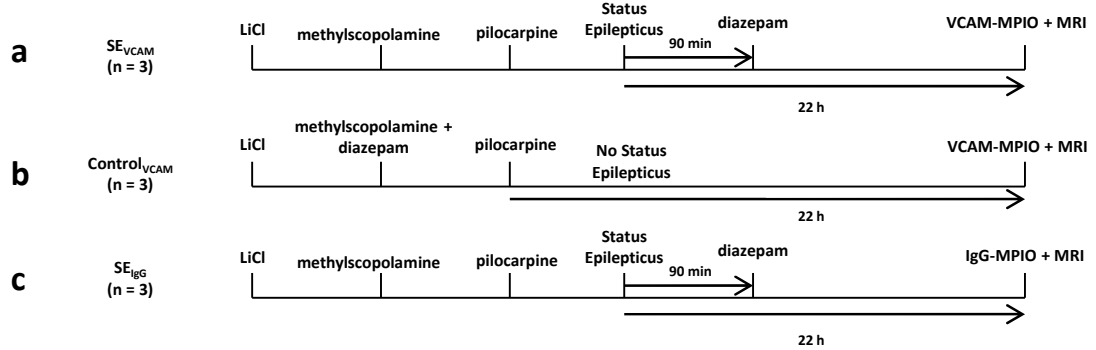 a
SE_VCAM
(n = 3)
LiCl
methylscopolamine
pilocarpine
Status
Epilepticus
90 min
diazepam
VCAM-MPIO + MRI
22 h
b
Control_VCAM
(n = 3)
LiCl
methylscopolamine +
diazepam
pilocarpine
No Status
Epilepticus
VCAM-MPIO + MRI
22 h
c
SE_IgG
(n = 3)
LiCl
methylscopolamine
pilocarpine
Status
Epilepticus
90 min
diazepam
IgG-MPIO + MRI
22 h